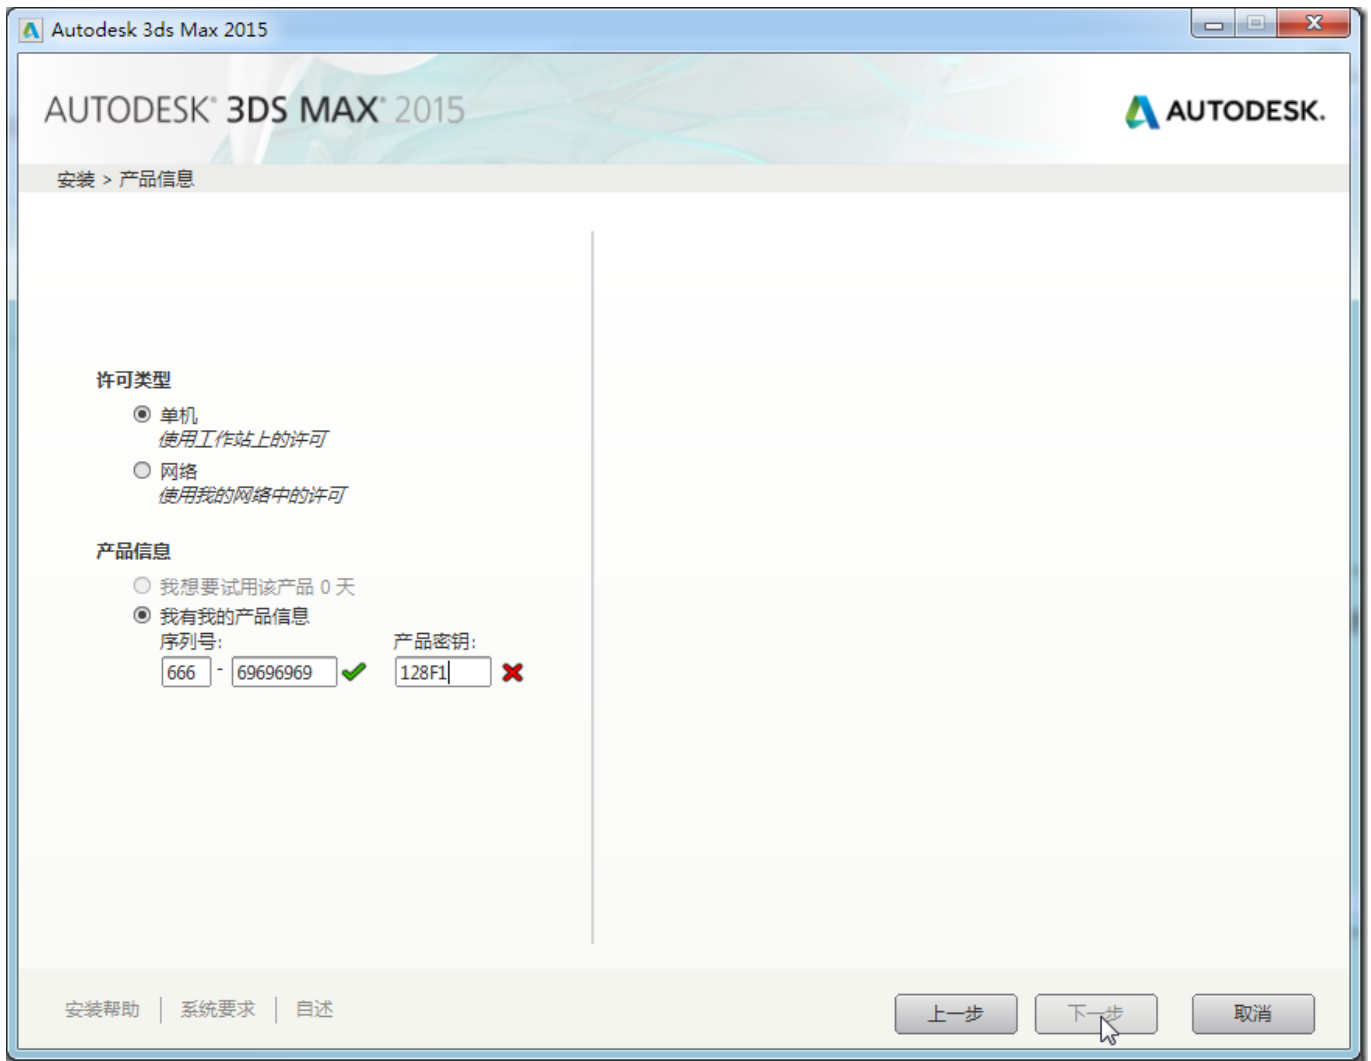 Autodesk 3ds Max 2015
AUTODESK® 3DS MAX® 2015
AUTODESK.
安装 > 产品信息
许可类型
单机
使用工作站上的许可
网络
使用我的网络中的许可
产品信息
我想要试用该产品 0 天
我有我的产品信息
序列号: 产品密钥:
666 - 69696969 128F1
安装帮助 | 系统要求 | 自述
上一步 下一步 取消